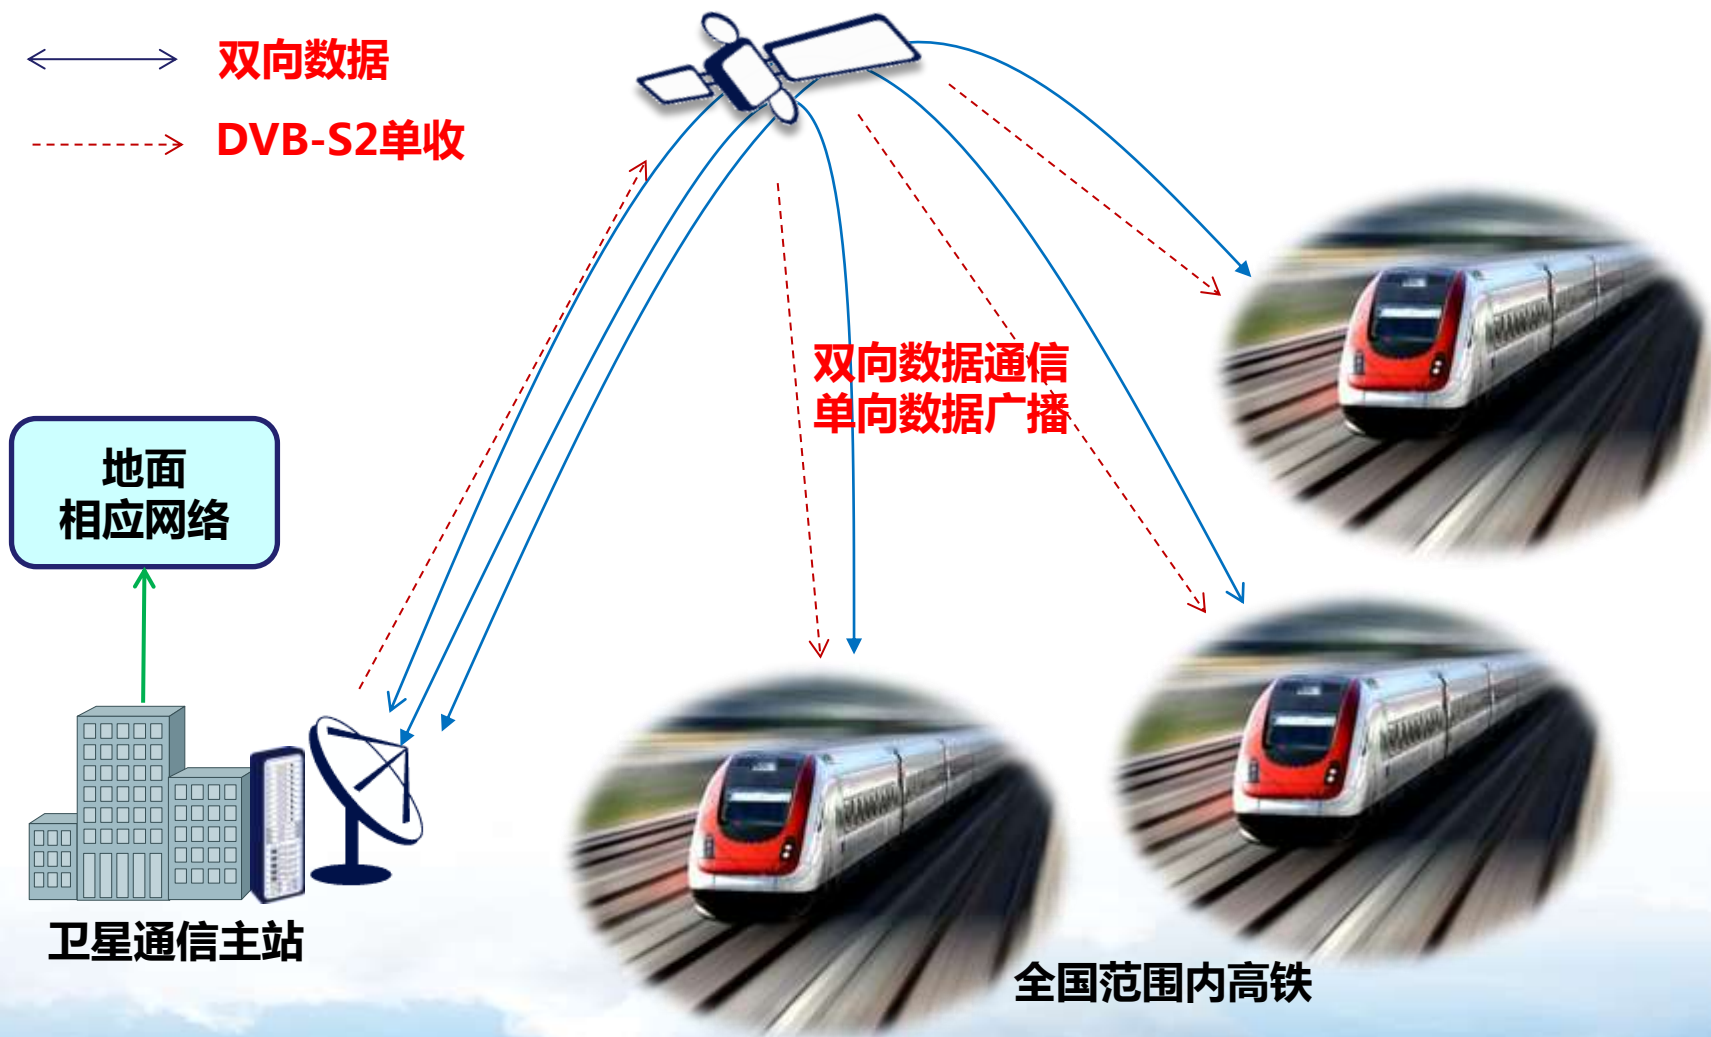 双向数据
DVB-S2单收
双向数据通信
单向数据广播
地面
相应网络
卫星通信主站
全国范围内高铁